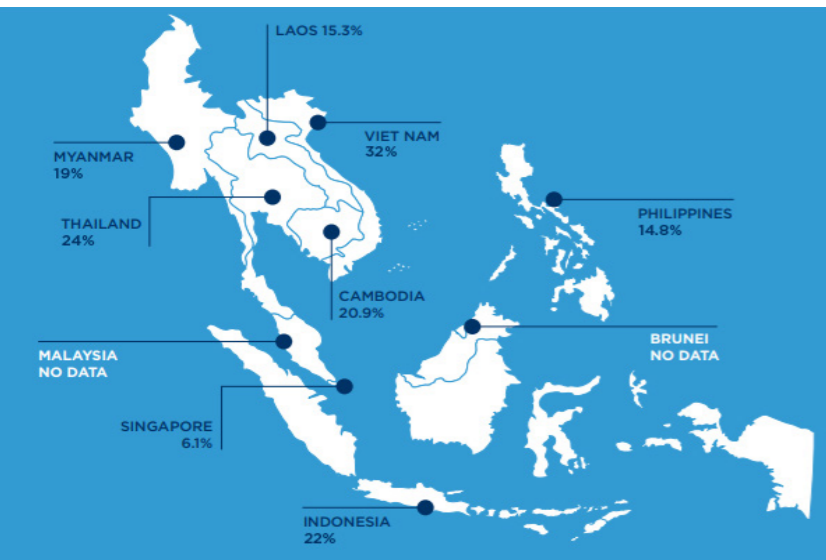 LAOS 15.3%
VIET NAM
32%
MYANMAR
19%
THAILAND
24%
PHILIPPINES
14.8%
CAMBODIA
20.9%
BRUNEI
NO DATA
MALAYSIA
NO DATA
SINGAPORE
6.1%
INDONESIA
22%